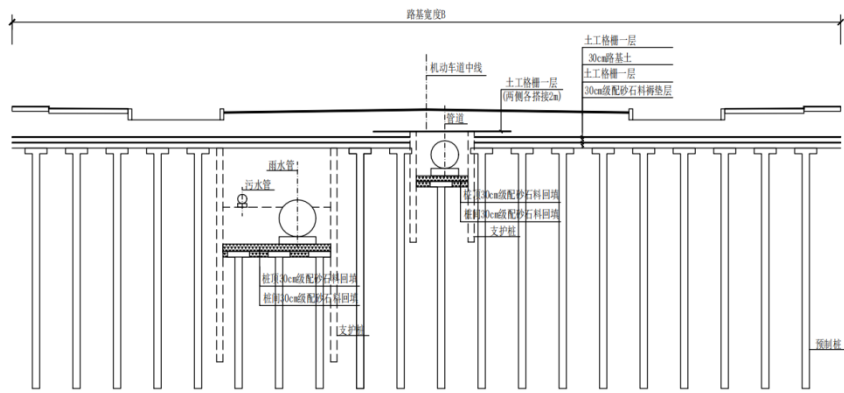 路基宽度B
土工格栅一层
机动车道中线
30cm路基土
土工格栅一层
土工格栅一层
(两侧各搭接2m)
30cm级配砂石料褥垫层
管道
雨水管
污水管
桩顶30cm级配砂石料回填
桩间30cm级配砂石料回填
支护桩
桩顶30cm级配砂石料回填
桩间30cm级配砂石料回填
支护桩
预制桩